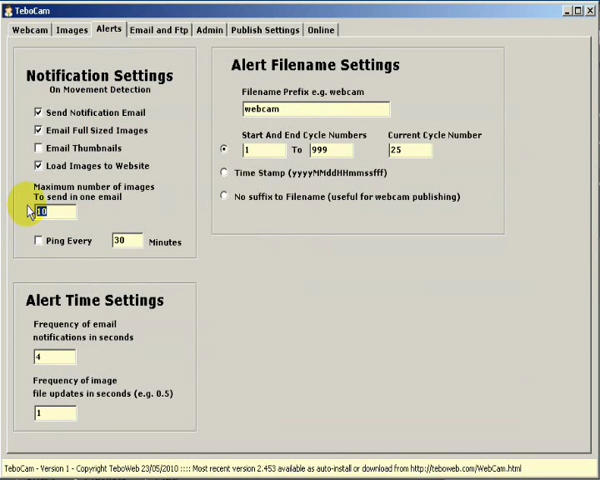 TeboCam
Webcam Images Alerts Email and Ftp Admin Publish Settings Online
Notification Settings
On Movement Detection
Send Notification Email
Email Full Sized Images
Email Thumbnails
Load Images to Website
Maximum number of images
To send in one email
10
Ping Every 30 Minutes
Alert Time Settings
Frequency of email
notifications in seconds
4
Frequency of image
file updates in seconds (e.g. 0.5)
1
Alert Filename Settings
Filename Prefix e.g. webcam
webcam
Start And End Cycle Numbers Current Cycle Number
1 To 999 25
Time Stamp (yyyyMMddHHmmssfff)
No suffix to Filename (useful for webcam publishing)
TeboCam - Version 1 - Copyright TeboWeb 23/05/2010 :::: Most recent version 2.453 available as auto-install or download from http://teboweb.com/WebCam.html